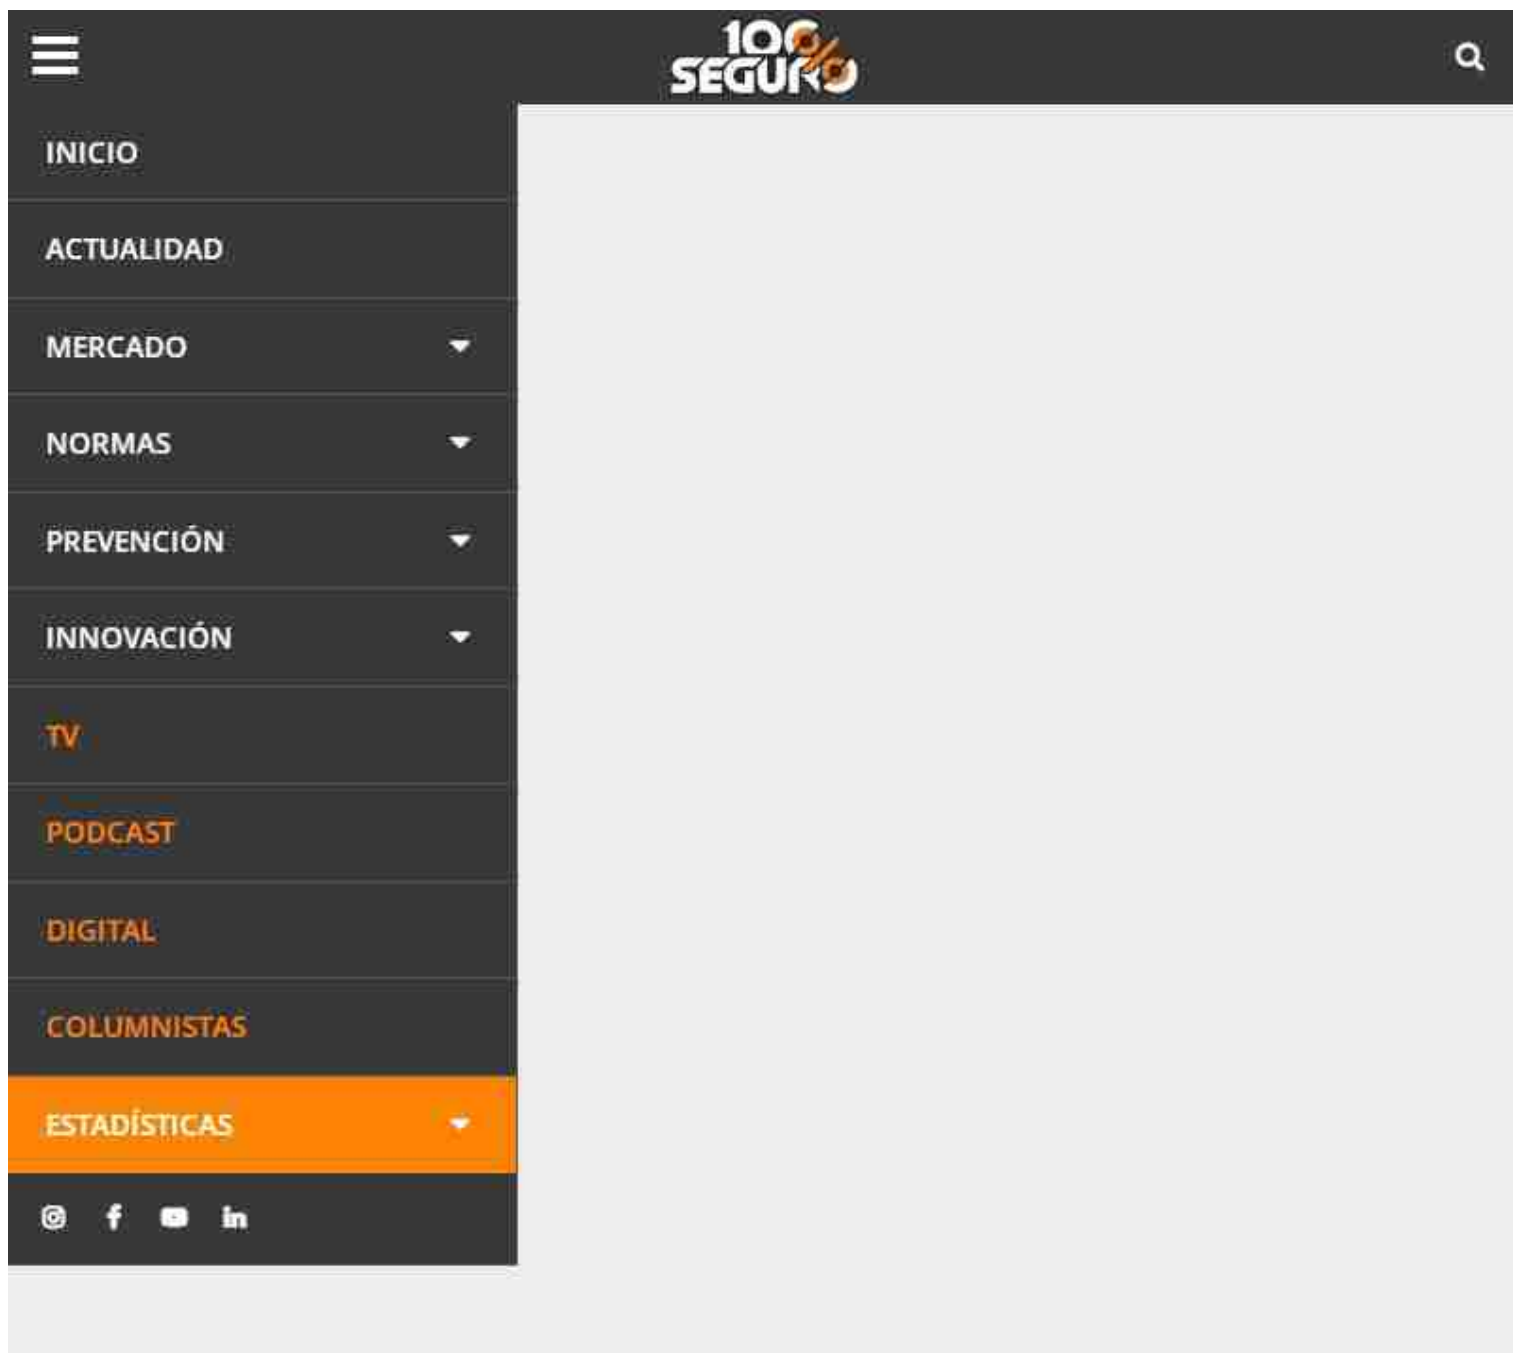 100%
SEGURO
INICIO
ACTUALIDAD
MERCADO
NORMAS
PREVENCIÓN
INNOVACIÓN
TV
PODCAST
DIGITAL
COLUMNISTAS
ESTADÍSTICAS